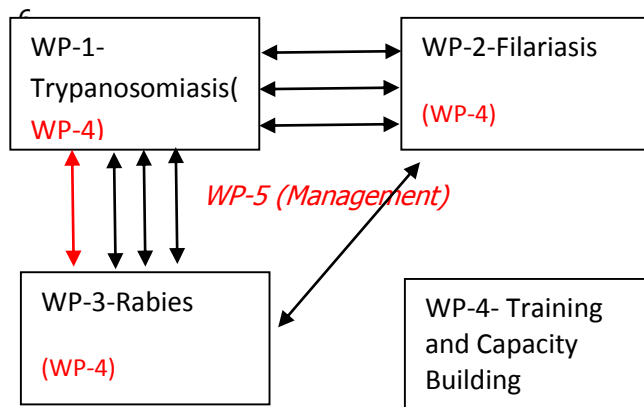 WP-1-
Trypanosomiasis(
WP-4)
WP-2-Filariasis
(WP-4)
WP-5 (Management)
WP-3-Rabies
(WP-4)
WP-4- Training
and Capacity
Building